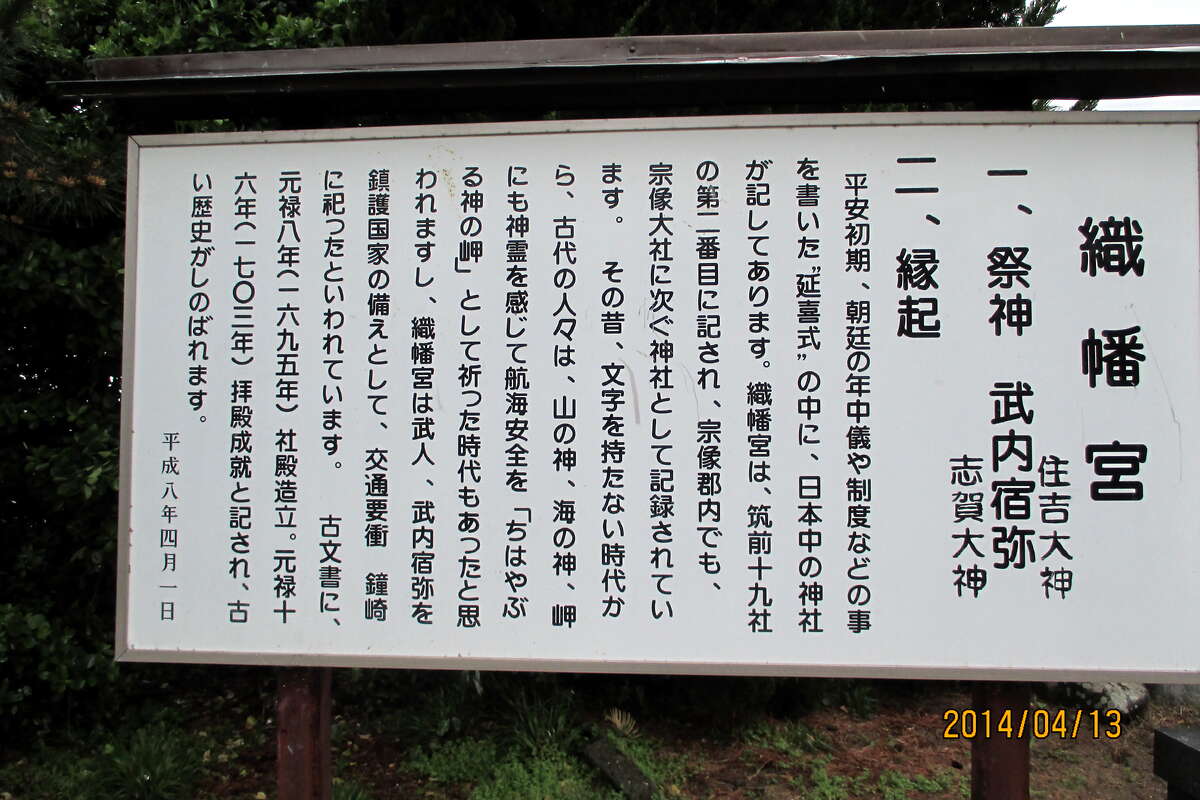 織幡宮
一、祭神 武内宿弥
住吉大神
志賀大神
二、縁起
平安初期、朝廷の年中儀や制度などの事
を書いた〝延喜式〟の中に、日本中の神社
が記してあります。織幡宮は、筑前十九社
の第二番目に記され、宗像郡内でも、
宗像大社に次ぐ神社として記録されてい
ます。 その昔、文字を持たない時代か
ら、古代の人々は、山の神、海の神、岬
にも神霊を感じて航海安全を「ちはやぶ
る神の岬」として祈った時代もあったと思
われますし、織幡宮は武人、武内宿弥を
鎮護国家の備えとして、交通要衝 鐘崎
に祀ったといわれています。 古文書に、
元禄八年(一六九五年)社殿造立。元禄十
六年(一七〇三年)拝殿成就と記され、古
い歴史がしのばれます。
平成八年四月一日
2014/04/13